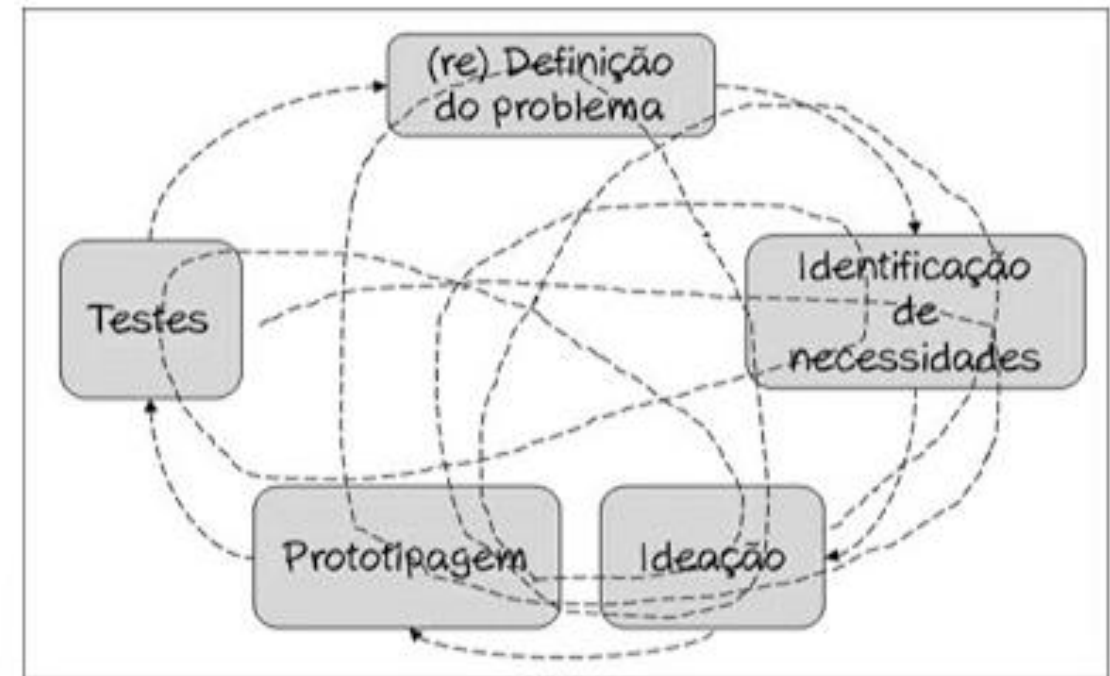 (re) Definição
do problema
Identificação
de
necessidades
Ideação
Prototipagem
Testes